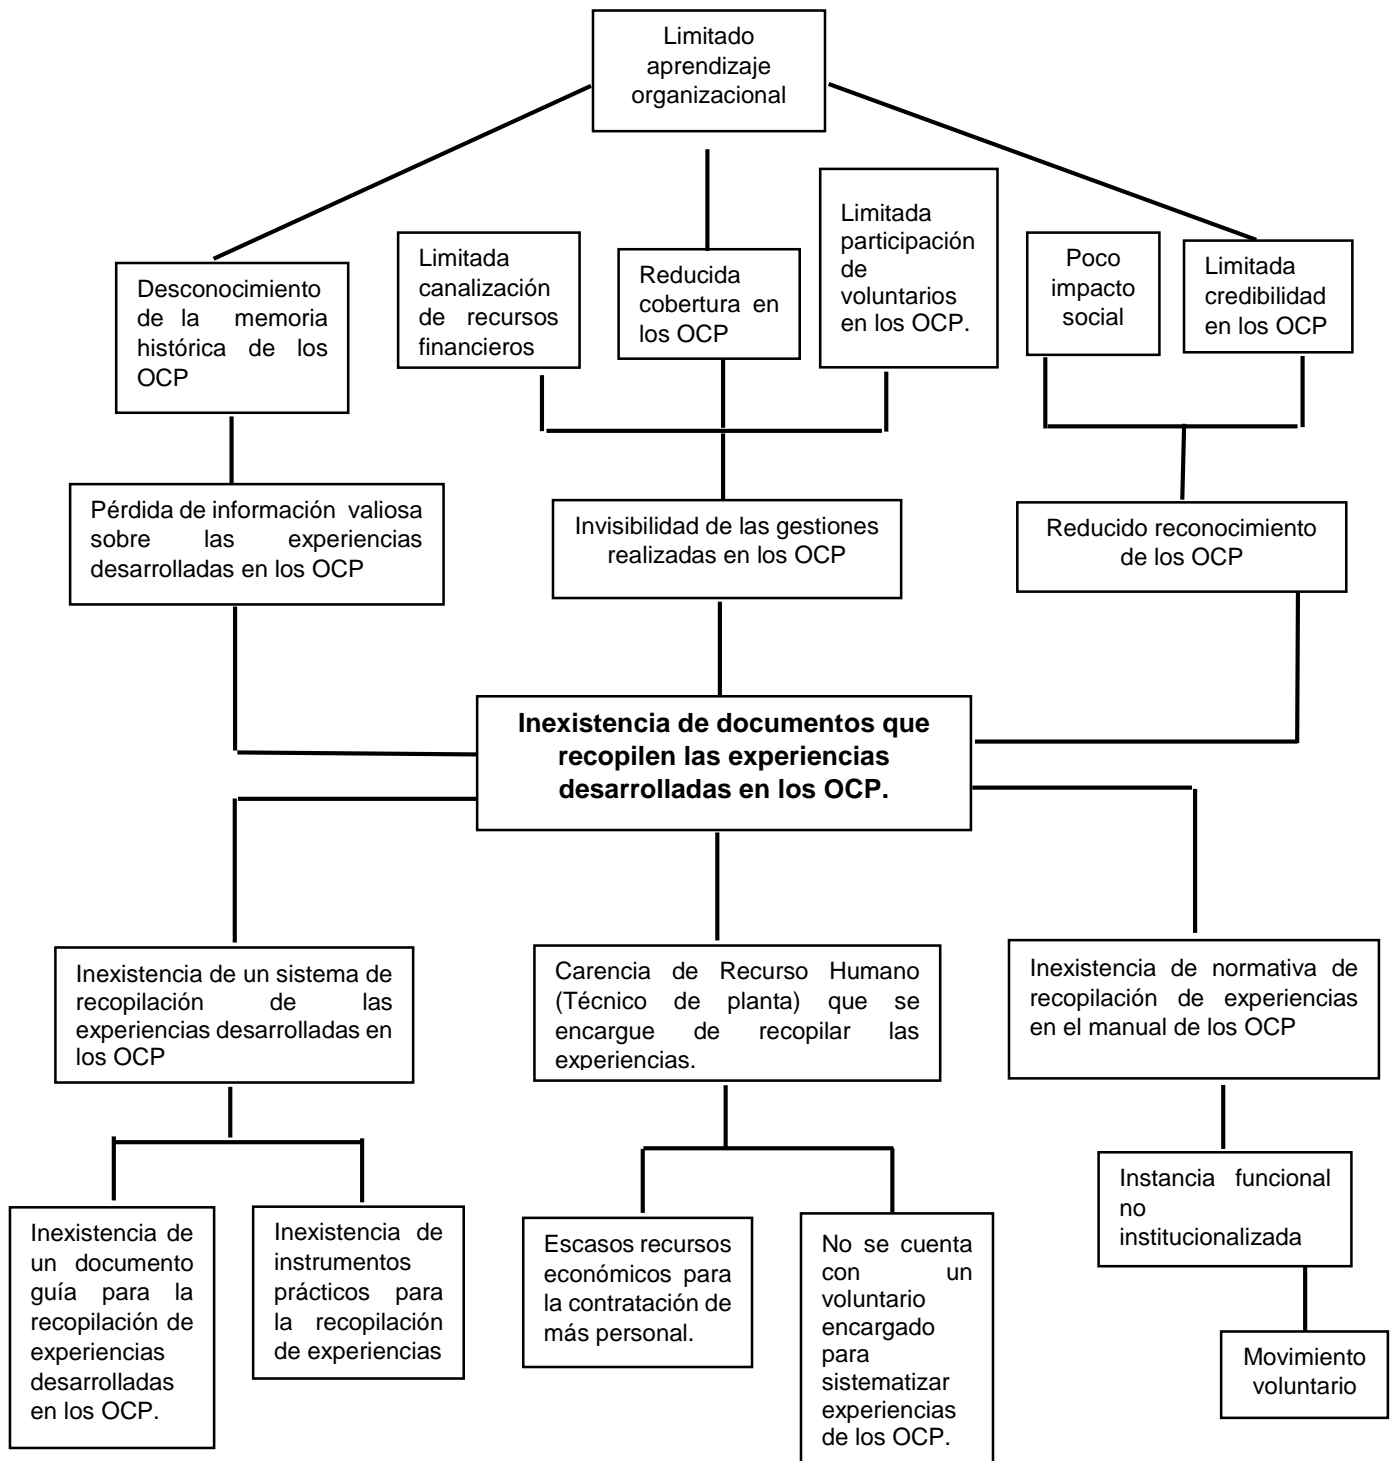 Limitado
aprendizaje
organizacional
Desconocimiento
de la memoria
histórica de los
OCP
Limitada
canalización
de recursos
financieros
Reducida
cobertura en
los OCP
Limitada
participación
de
voluntarios
en los OCP.
Poco
impacto
social
Limitada
credibilidad
en los OCP
Pérdida de información valiosa
sobre las experiencias
desarrolladas en los OCP
Invisibilidad de las gestiones
realizadas en los OCP
Reducido reconocimiento
de los OCP
Inexistencia de documentos que
recopilen las experiencias
desarrolladas en los OCP.
Inexistencia de un sistema de
recopilación de las
experiencias desarrolladas en
los OCP
Carencia de Recurso Humano
(Técnico de planta) que se
encargue de recopilar las
experiencias.
Inexistencia de normativa de
recopilación de experiencias
en el manual de los OCP
Inexistencia de
un documento
guía para la
recopilación de
experiencias
desarrolladas
en los OCP.
Inexistencia de
instrumentos
prácticos para
la recopilación
de experiencias
Escasos recursos
económicos para
la contratación de
más personal.
No se cuenta
con un
voluntario
encargado
para
sistematizar
experiencias
de los OCP.
Instancia funcional
no
institucionalizada
Movimiento
voluntario